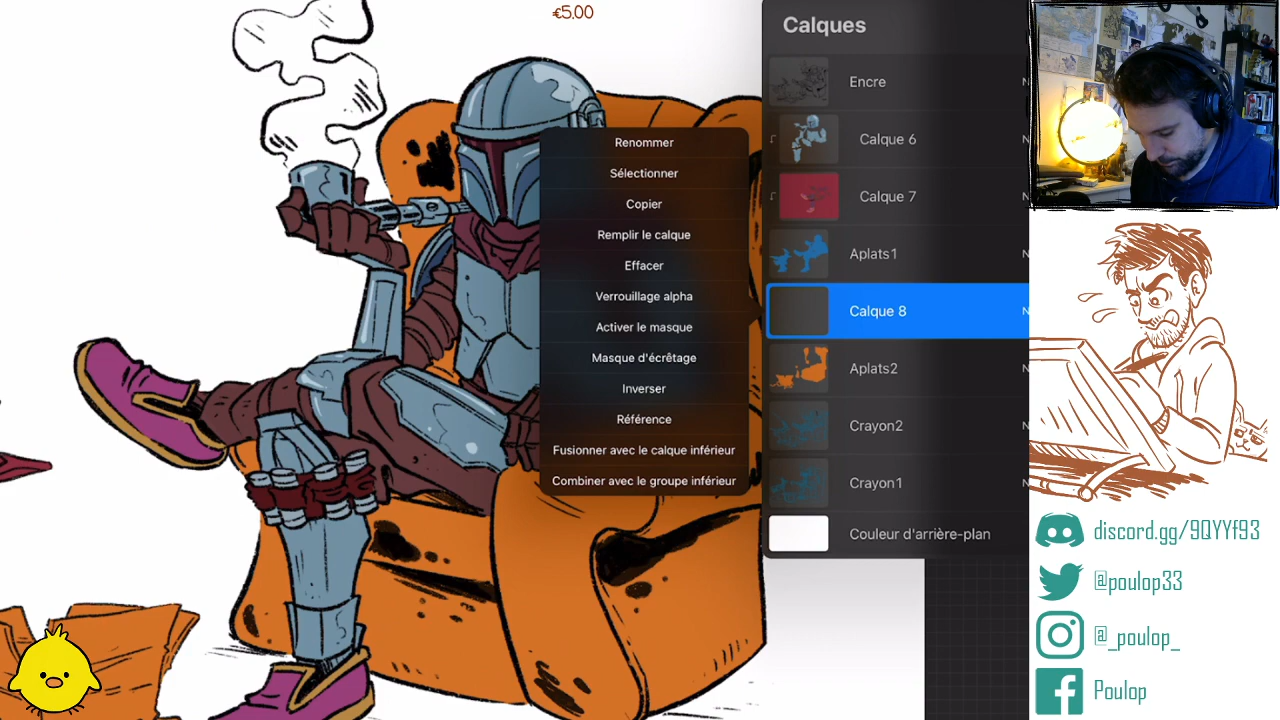 €5.00
Calques
Encre
N
Calque 6
Calque 7
Aplats1
N
Calque 8
N
Aplats2
N
Crayon2
N
Crayon1
N
Couleur d'arrière-plan
Renommer
Sélectionner
Copier
Remplir le calque
Effacer
Verrouillage alpha
Activer le masque
Masque d'écrêtage
Inverser
Référence
Fusionner avec le calque inférieur
Combiner avec le groupe inférieur
discord.gg/9QYYf93
@poulop33
@_poulop_
Poulop